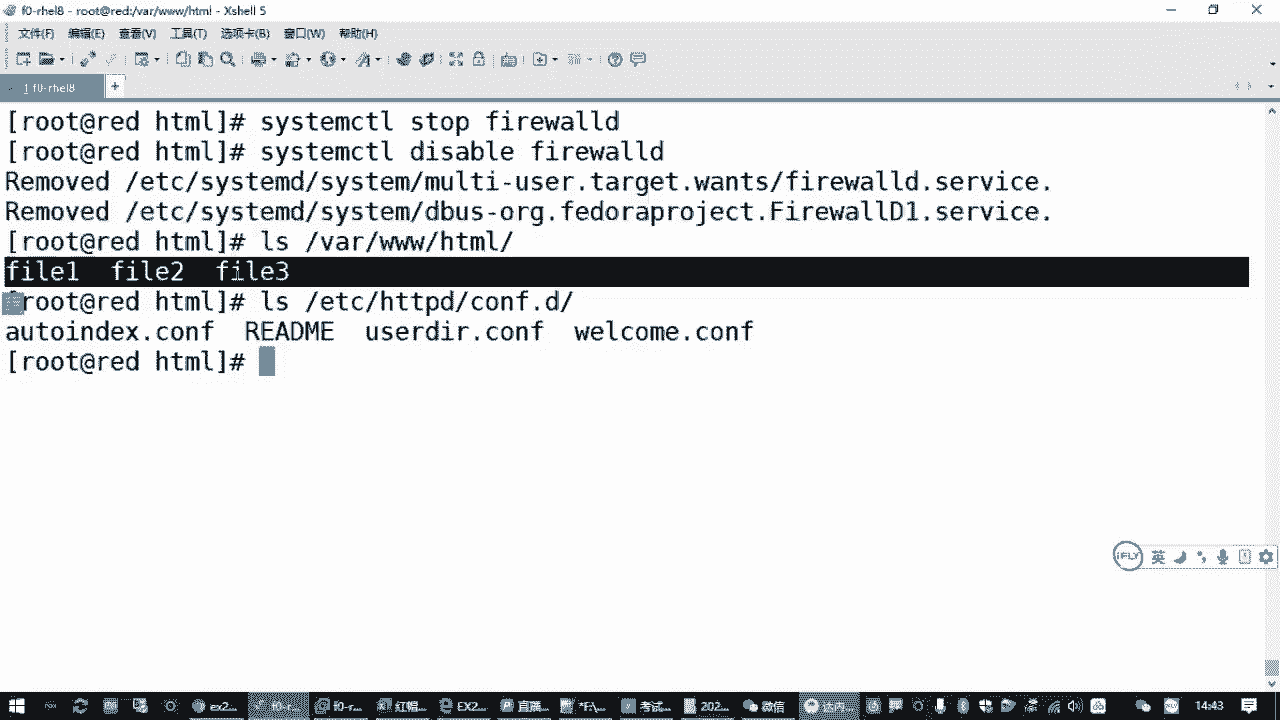 f0-rhel8 - root@red:/var/www/html - Xshell 5
文件(F) 编辑(E) 查看(V) 工具(T) 选项卡(B) 窗口(W) 帮助(H)
1 f0-rhel8
[root@red html]# systemctl stop firewalld
[root@red html]# systemctl disable firewalld
Removed /etc/systemd/system/multi-user.target.wants/firewalld.service.
Removed /etc/systemd/system/dbus-org.fedoraproject.FirewallD1.service.
[root@red html]# ls /var/www/html/
file1 file2 file3
root@red html]# ls /etc/httpd/conf.d/
autoindex.conf README userdir.conf welcome.conf
[root@red html]#
iFLY 英
ex2... f0-r... f0-r... 红帽... EX2... 直播... *F:\... 考试... 202... 微信 14:43